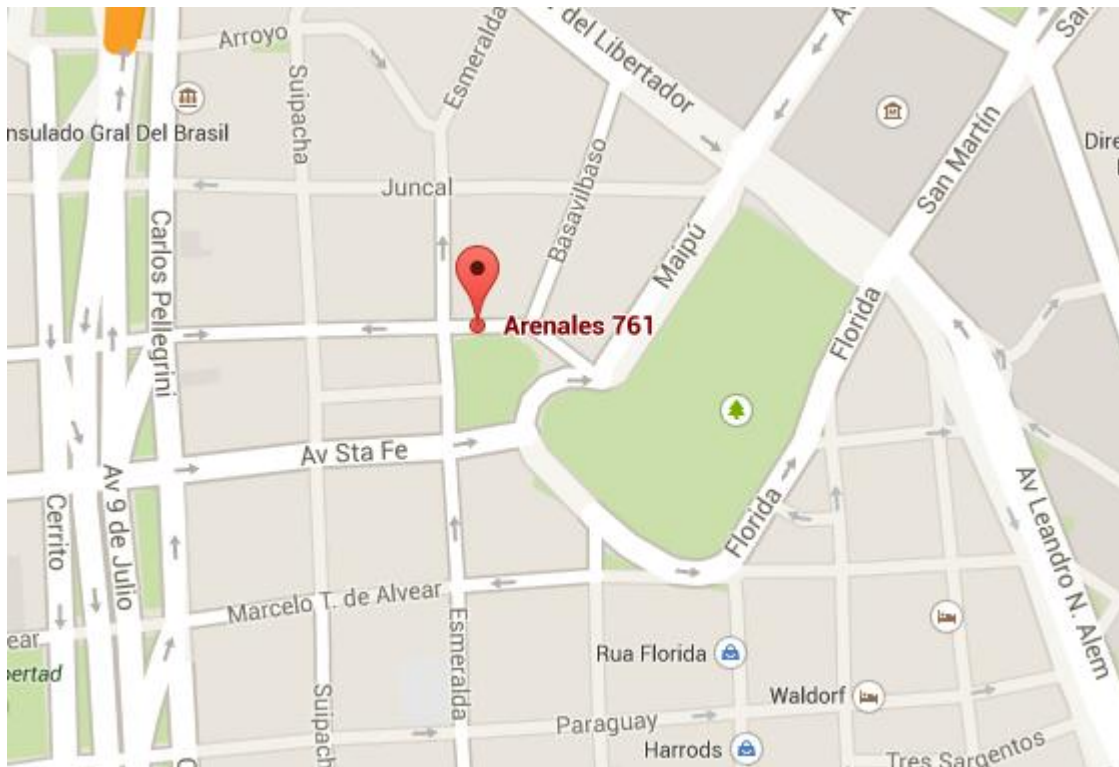 Arroyo
Suipacha
Esmeralda
del Libertador
nsulado Gral Del Brasil
Dire
San Martín
Juncal
Basavilbaso
Carlos Pellegrini
Maipú
Arenales 761
Florida
Av Sta Fe
Av 9 de Julio
Cerrito
Florida
Av Leandro N. Alem
Marcelo T. de Alvear
ear
Esmeralda
Rua Florida
bertad
Suipach
Waldorf
Paraguay
Harrods
Tres Sargentos